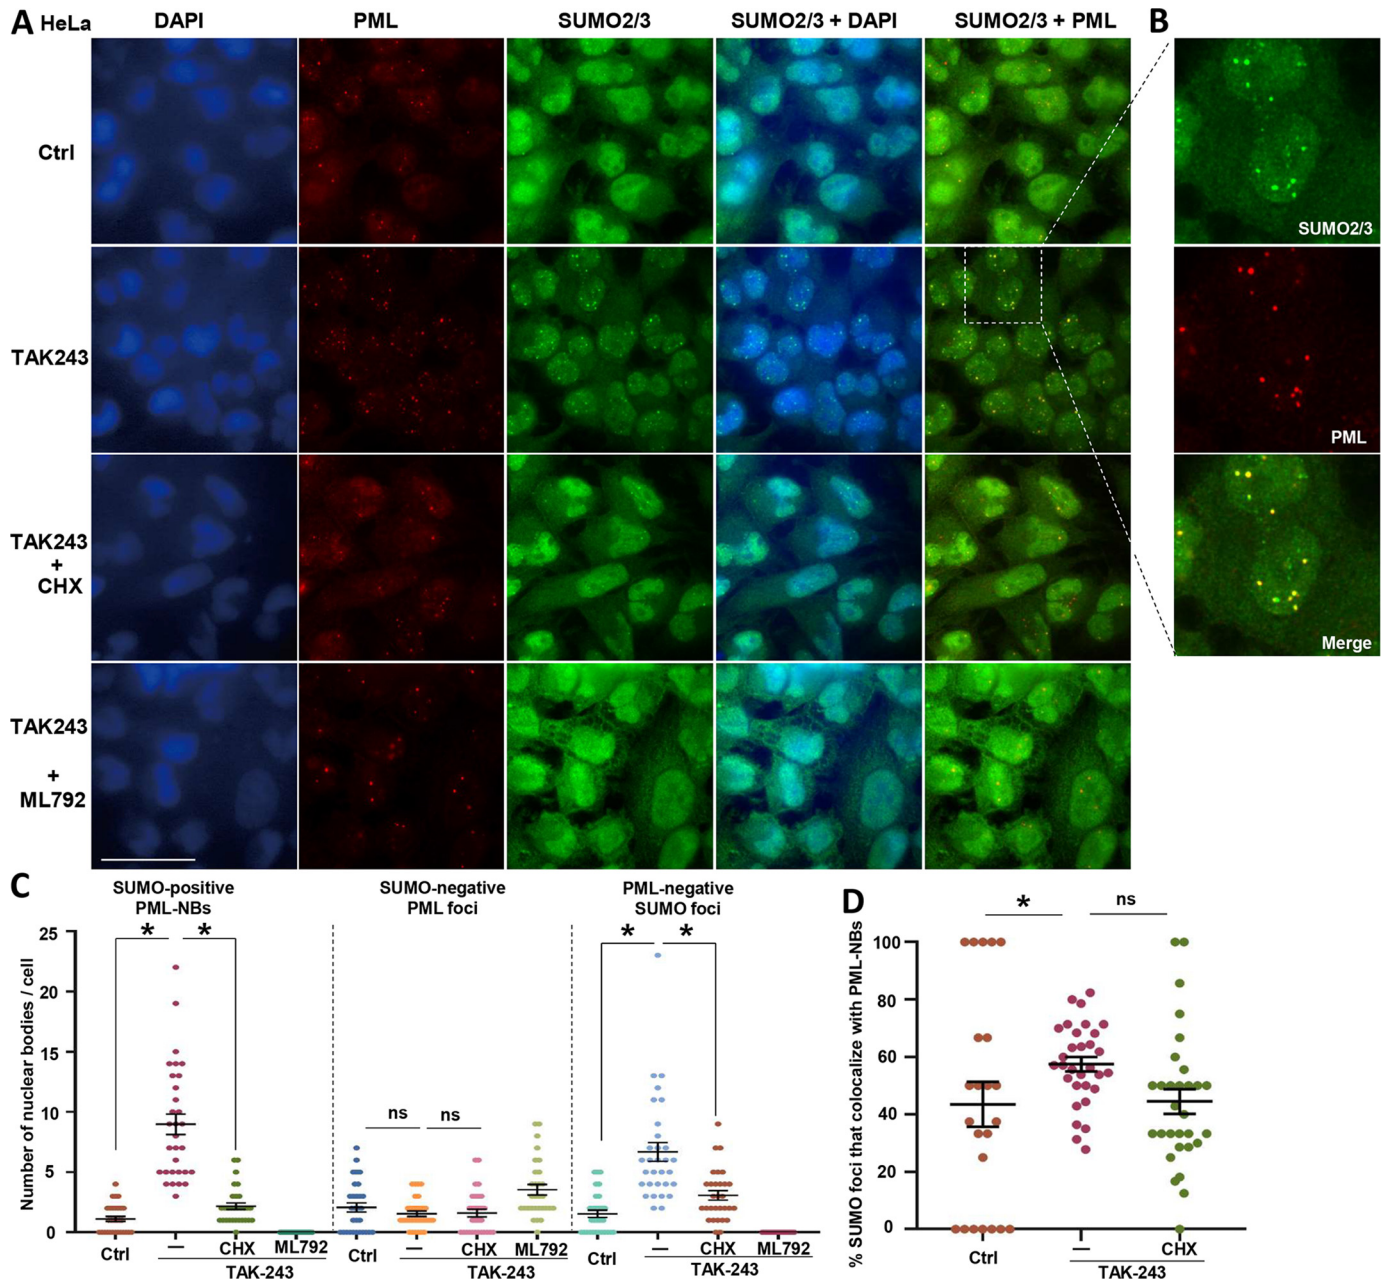 A HeLa DAPI PML SUMO2/3 SUMO2/3 + DAPI SUMO2/3 + PML B
Ctrl
SUMO2/3
TAK243
PML
TAK243
+
CHX
Merge
TAK243
+
ML792
C
SUMO-positive
PML-NBs
SUMO-negative
PML foci
PML-negative
SUMO foci
Number of nuclear bodies / cell
25
20
15
10
5
0
* *
ns ns
* *
Ctrl — CHX ML792
TAK-243
Ctrl — CHX ML792
TAK-243
Ctrl — CHX ML792
TAK-243
D
% SUMO foci that colocalize with PML-NBs
100
80
60
40
20
0
* ns
Ctrl — CHX
TAK-243